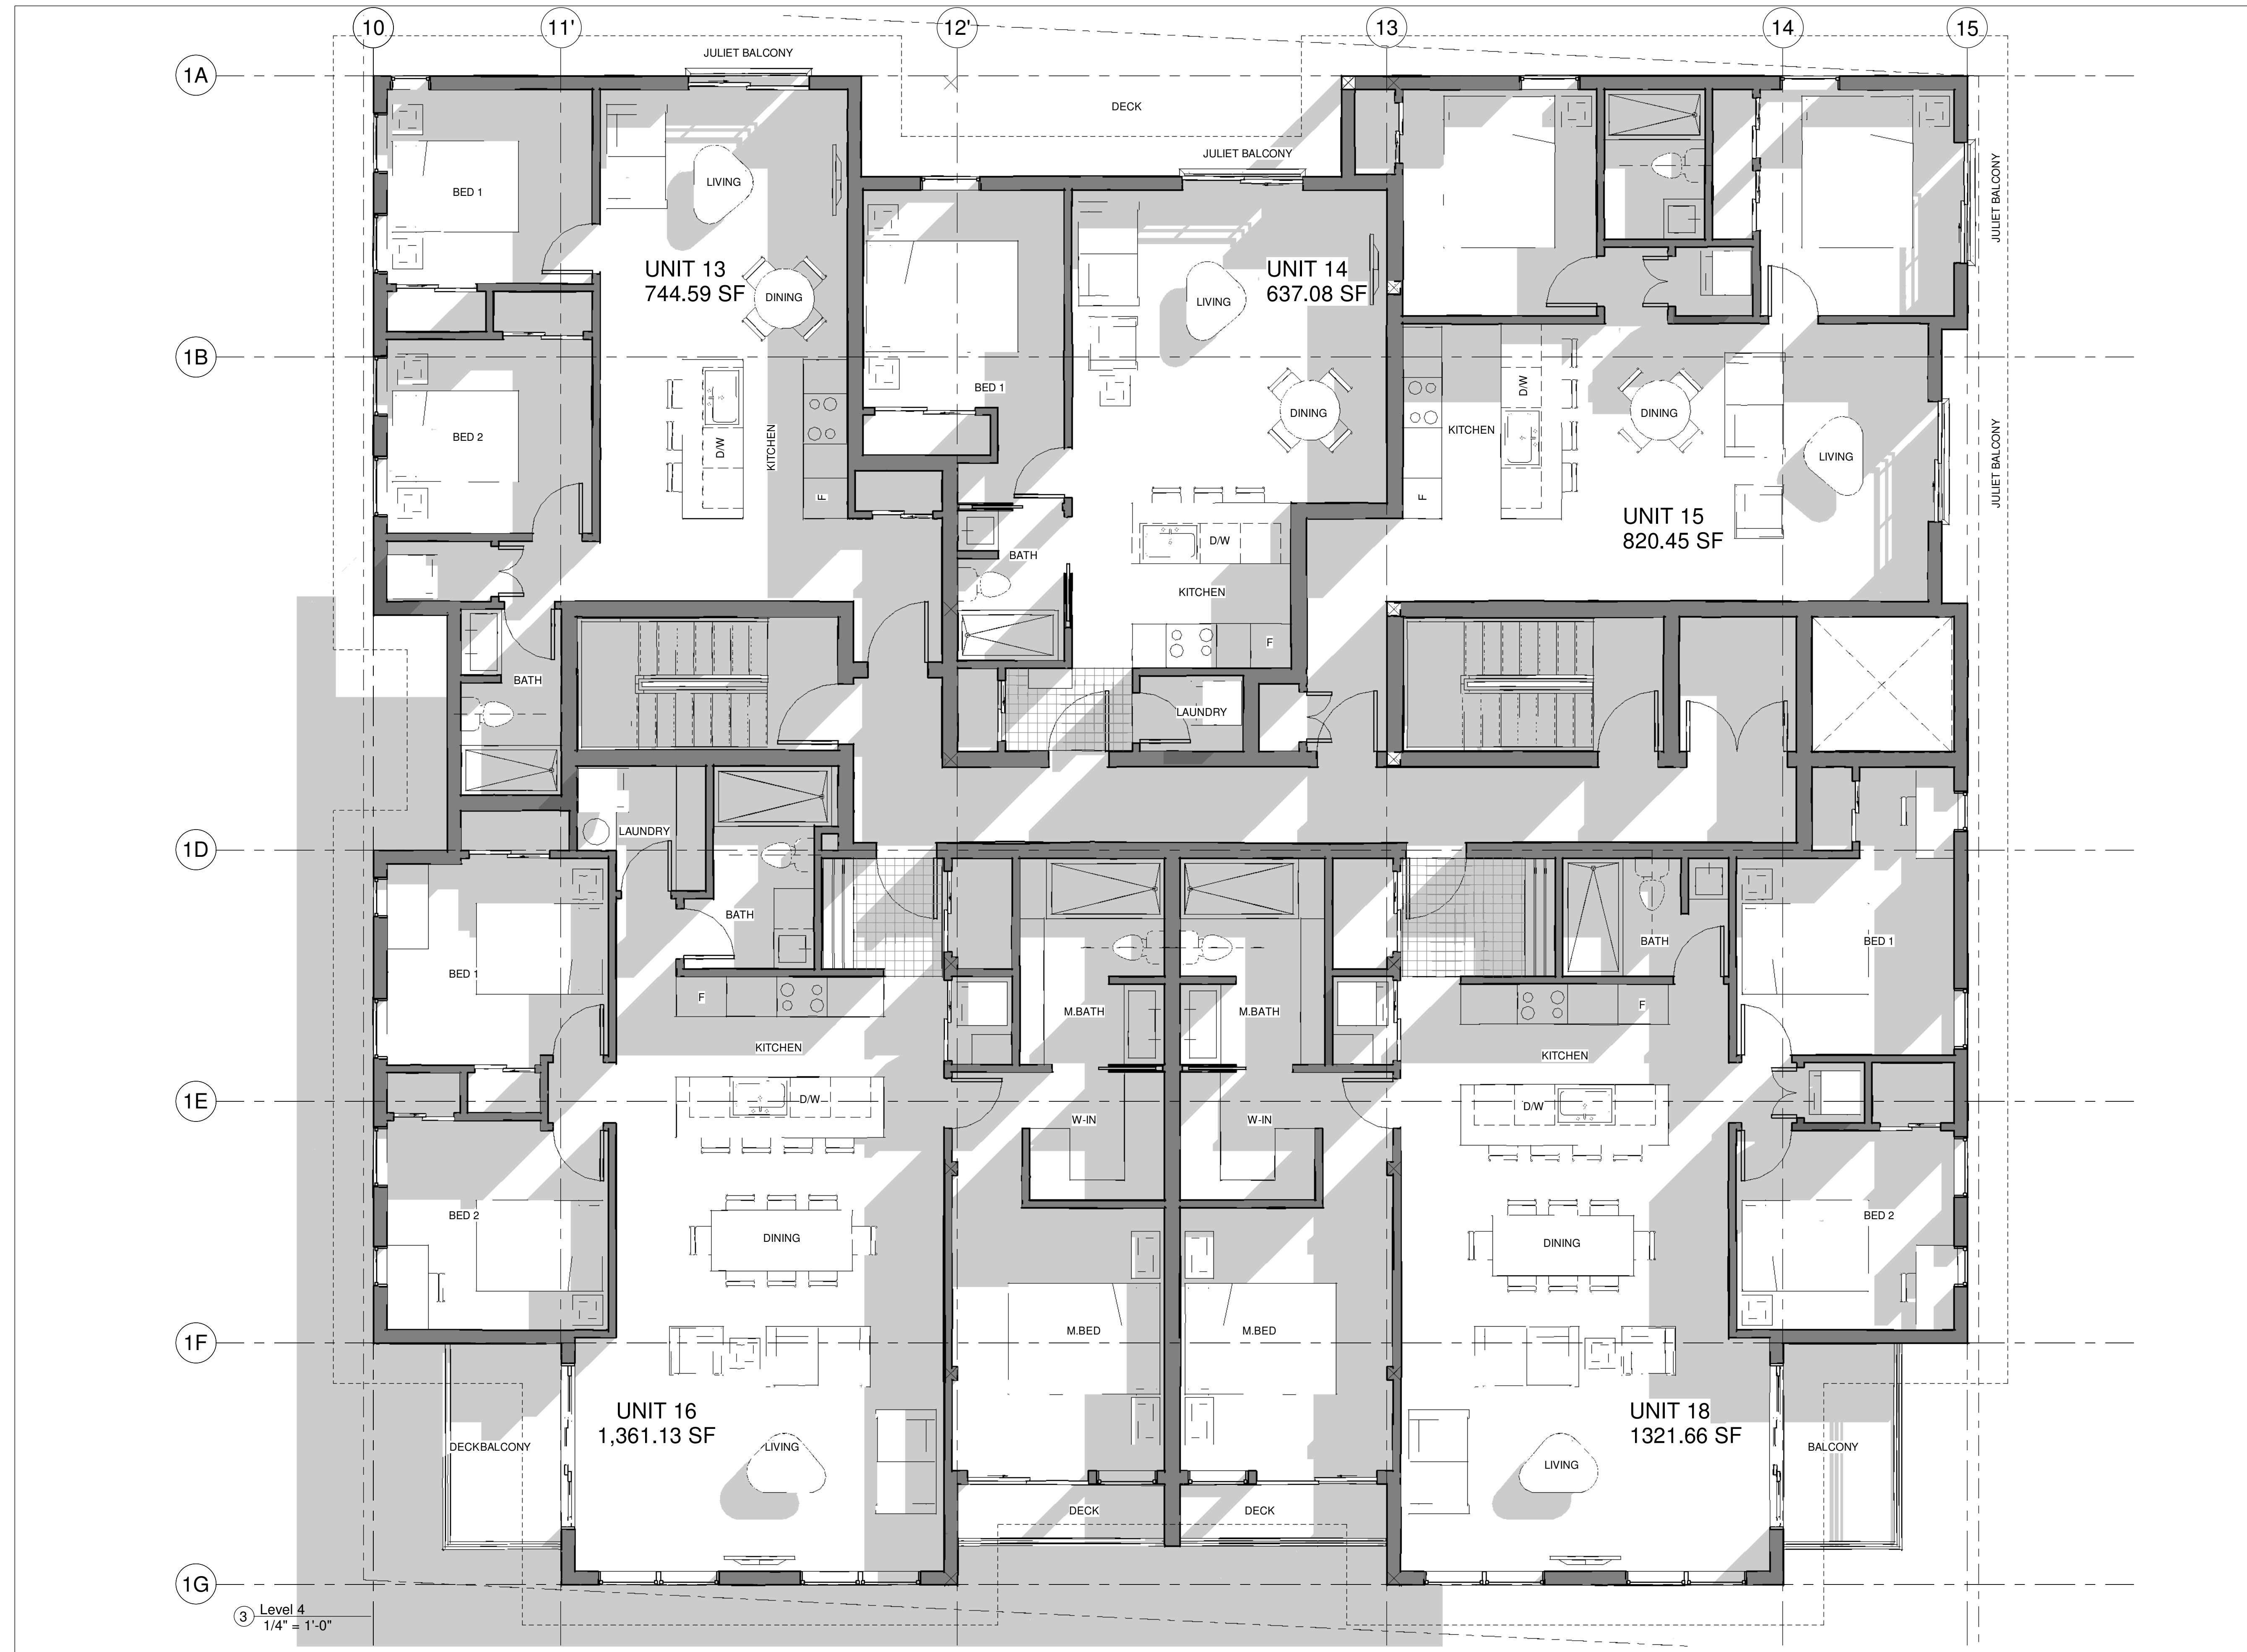 10
11'
12'
13
14
15
1A
JULIET BALCONY
DECK
JULIET BALCONY
JULIET BALCONY
LIVING
BED 1
UNIT 13
744.59 SF
DINING
UNIT 14
637.08 SF
LIVING
1B
BED 1
DINING
D/W
DINING
KITCHEN
BED 2
D/W
KITCHEN
F
F
LIVING
JULIET BALCONY
UNIT 15
820.45 SF
D/W
BATH
KITCHEN
F
BATH
LAUNDRY
LAUNDRY
1D
BATH
BED 1
F
M.BATH
M.BATH
KITCHEN
BATH
BED 1
F
KITCHEN
1E
D/W
W-IN
W-IN
D/W
BED 2
DINING
DINING
BED 2
M.BED
M.BED
1F
UNIT 16
1,361.13 SF
UNIT 18
1321.66 SF
DECKBALCONY
LIVING
LIVING
BALCONY
DECK
DECK
1G
3
Level 4
1/4" = 1'-0"